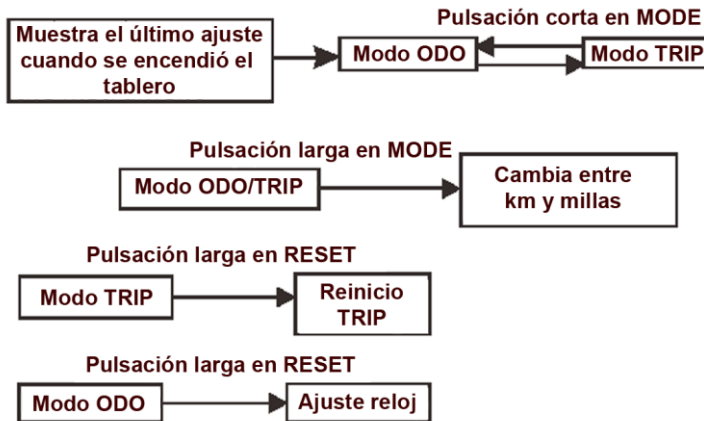 Pulsación corta en MODE
Muestra el último ajuste
cuando se encendió el
tablero
Modo ODO
Modo TRIP
Pulsación larga en MODE
Modo ODO/TRIP
Cambia entre
km y millas
Pulsación larga en RESET
Modo TRIP
Reinicio
TRIP
Pulsación larga en RESET
Modo ODO
Ajuste reloj